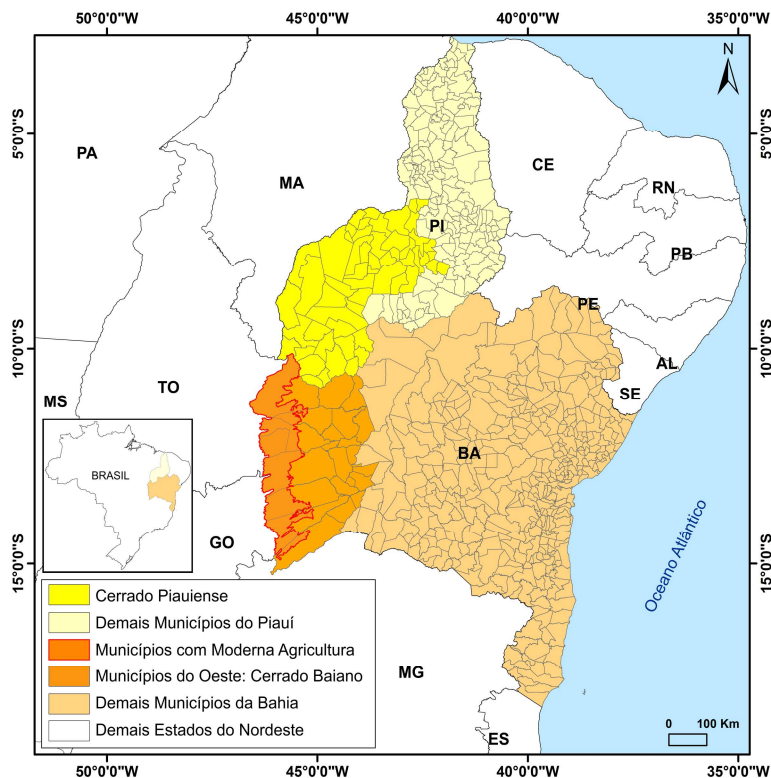 50°0'0"W 45°0'0"W 40°0'0"W 35°0'0"W
N
5°0'0"S 5°0'0"S
PA
MA
CE
RN
PI
PB
PE
10°0'0"S 10°0'0"S
AL
MS
TO
SE
BRASIL
BA
GO
Oceano Atlântico
15°0'0"S 15°0'0"S
Cerrado Piauiense
Demais Municípios do Piauí
Municípios com Moderna Agricultura
Municípios do Oeste: Cerrado Baiano
Demais Municípios da Bahia
Demais Estados do Nordeste
MG
ES
0 100 Km
50°0'0"W 45°0'0"W 40°0'0"W 35°0'0"W